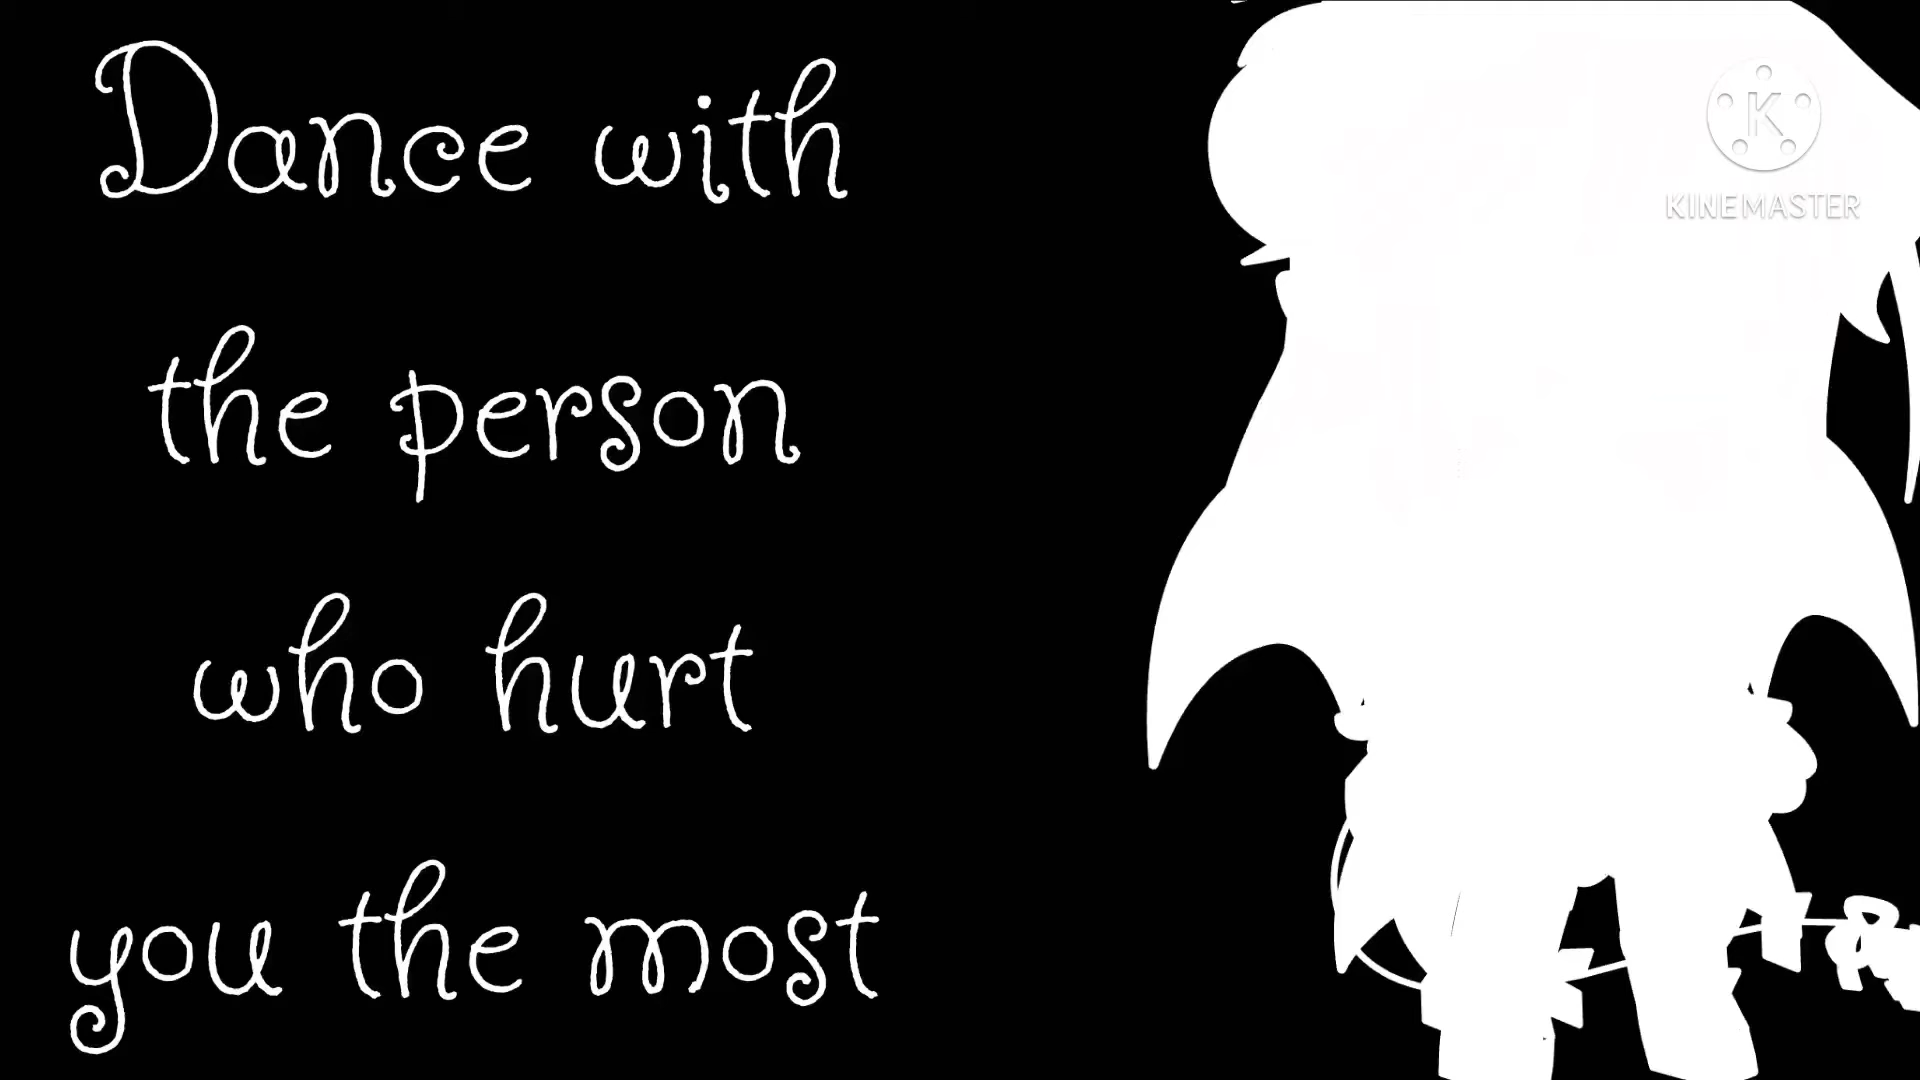 Dance with
the person
who hurt
you the most
K
KINEMASTER